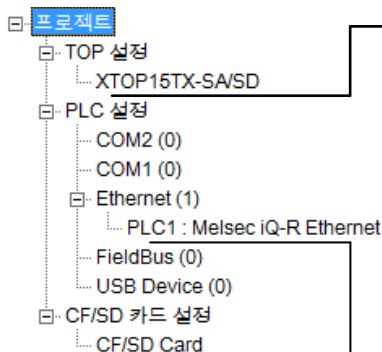 프로젝트
TOP 설정
XTOP15TX-SA/SD
PLC 설정
COM2 (0)
COM1 (0)
Ethernet (1)
PLC1 : Melsec iQ-R Ethernet
FieldBus (0)
USB Device (0)
CF/SD 카드 설정
CF/SD Card